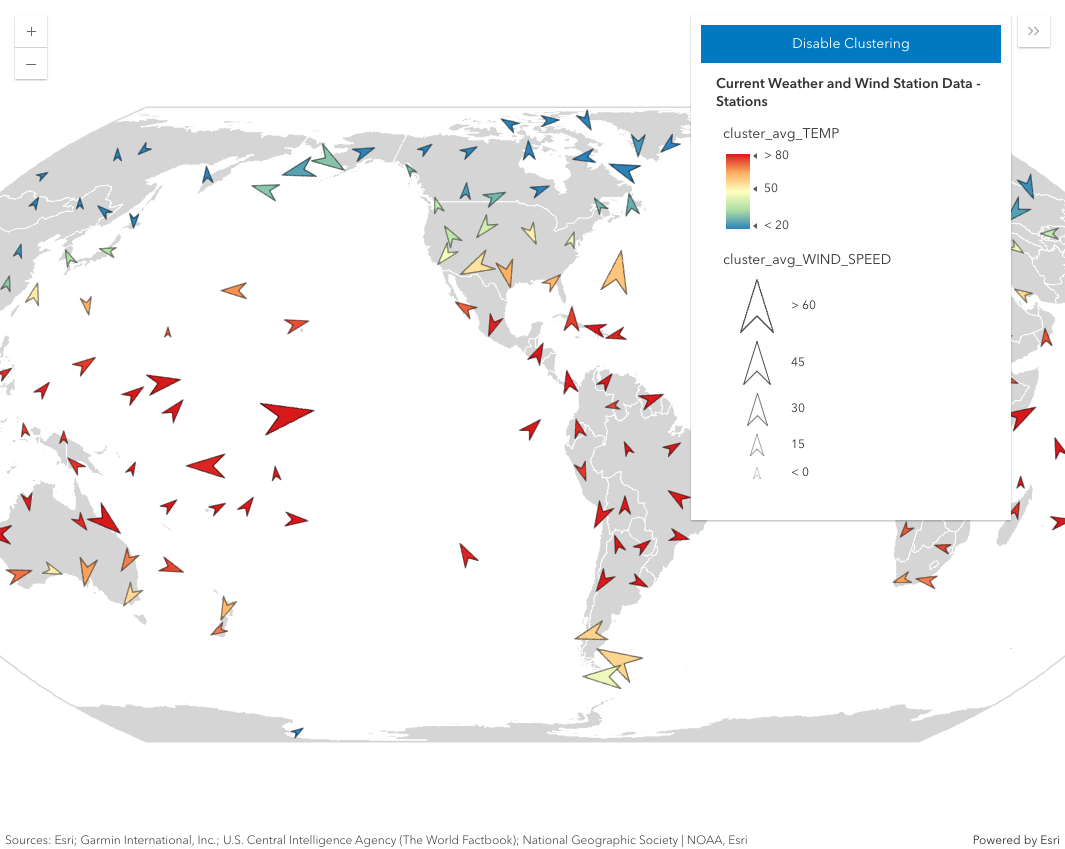 +
−
Disable Clustering
Current Weather and Wind Station Data -
Stations
cluster_avg_TEMP
> 80
50
< 20
cluster_avg_WIND_SPEED
> 60
45
30
15
< 0
Sources: Esri; Garmin International, Inc.; U.S. Central Intelligence Agency (The World Factbook); National Geographic Society | NOAA, Esri
Powered by Esri